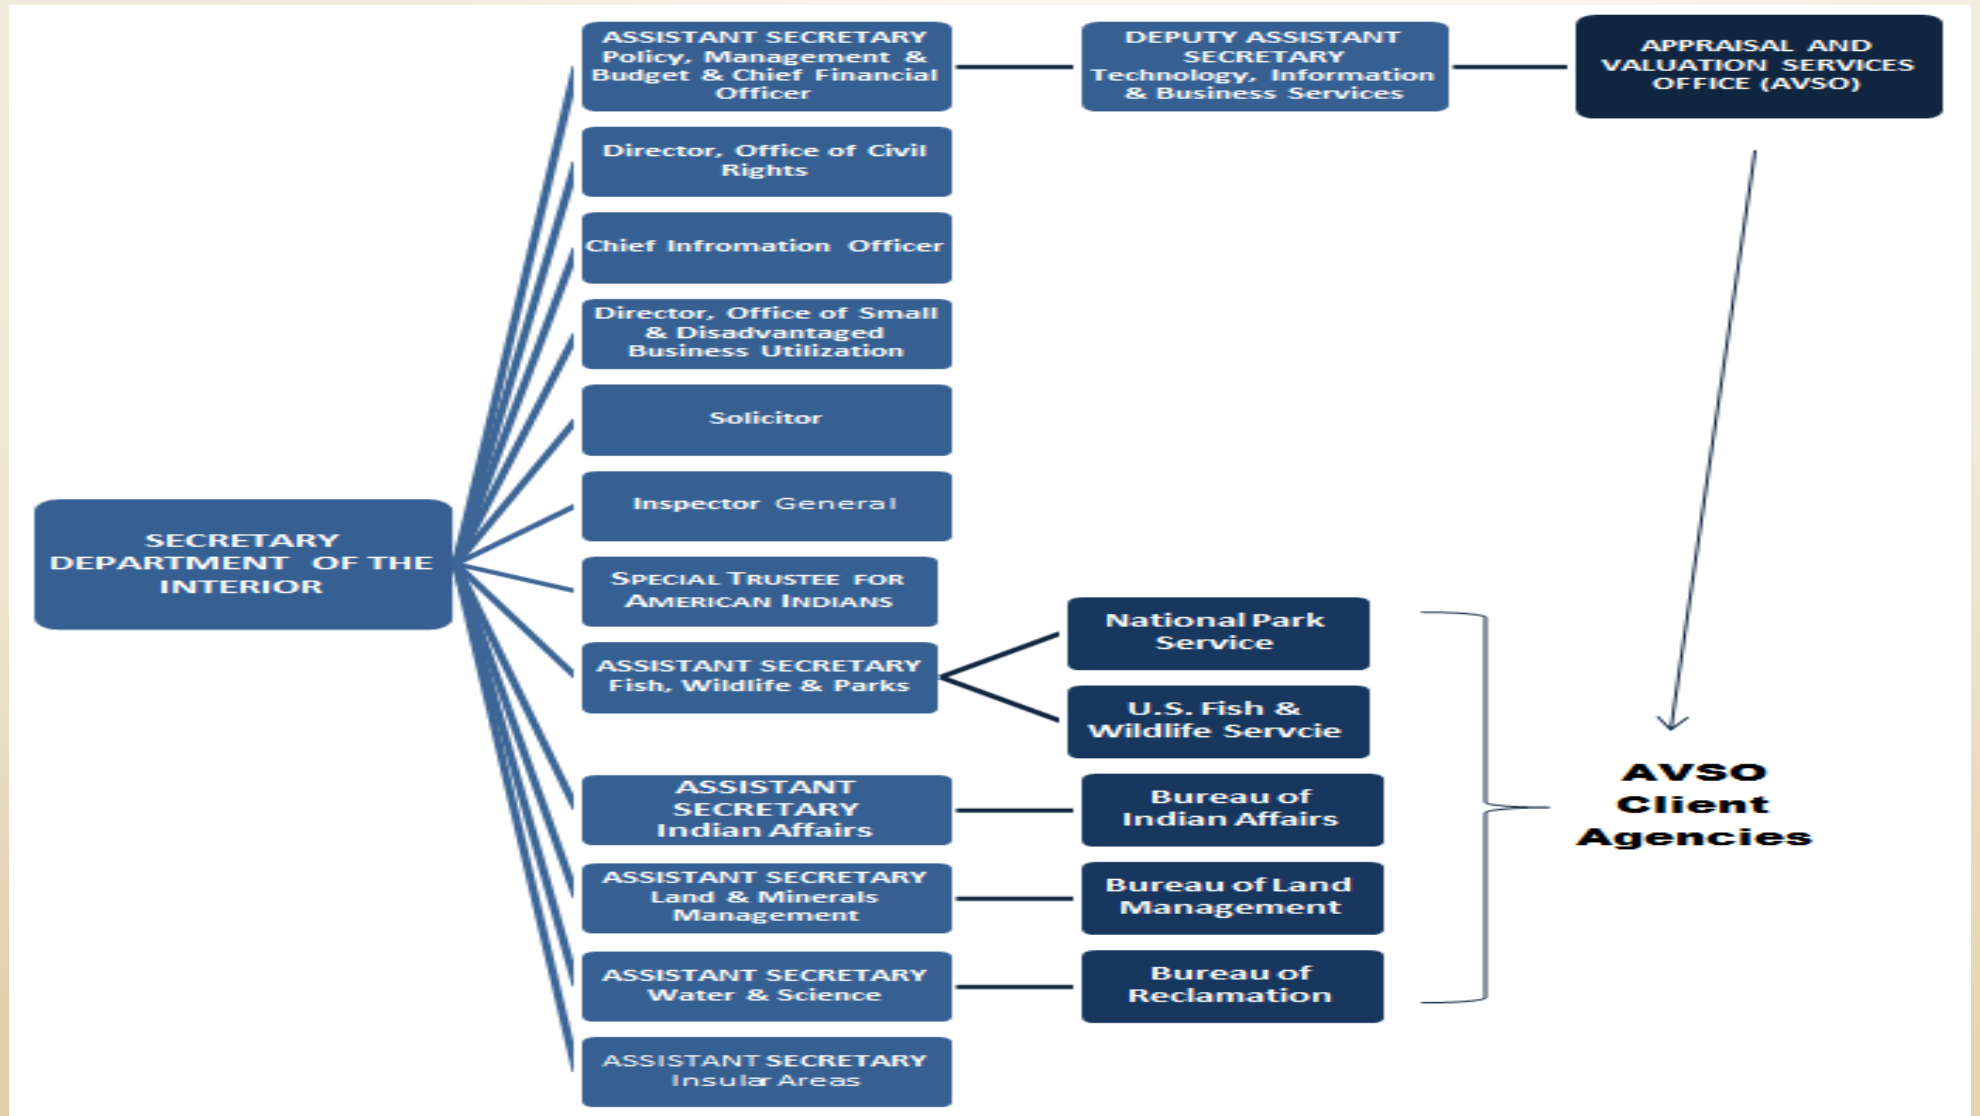 ASSISTANT SECRETARY
Policy, Management &
Budget & Chief Financial
Officer
DEPUTY ASSISTANT
SECRETARY
Technology, Information
& Business Services
APPRAISAL AND
VALUATION SERVICES
OFFICE (AVSO)
Director, Office of Civil
Rights
Chief Infromation Officer
Director, Office of Small
& Disadvantaged
Business Utilization
Solicitor
Inspector General
SECRETARY
DEPARTMENT OF THE
INTERIOR
SPECIAL TRUSTEE FOR
AMERICAN INDIANS
ASSISTANT SECRETARY
Fish, Wildlife & Parks
National Park
Service
U.S. Fish &
Wildlife Servcie
ASSISTANT
SECRETARY
Indian Affairs
Bureau of
Indian Affairs
ASSISTANT SECRETARY
Land & Minerals
Management
Bureau of Land
Management
ASSISTANT SECRETARY
Water & Science
Bureau of
Reclamation
ASSISTANT SECRETARY
Insular Areas
AVSO
Client
Agencies